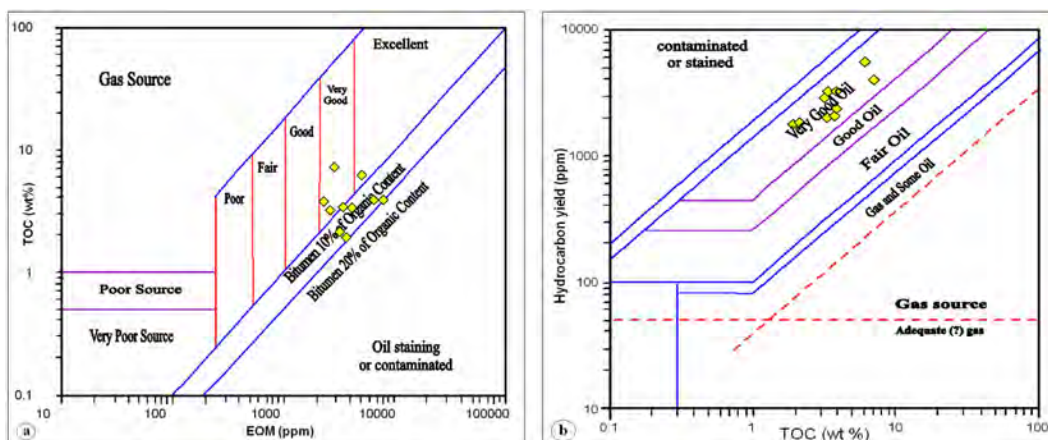 100
10
1
0.1
TOC (wt%)
Gas Source
Excellent
Very
Good
Good
Fair
Poor
Bitumen 10% of Organic Content
Bitumen 20% of Organic Content
Poor Source
Very Poor Source
Oil staining
or contaminated
10
100
1000
10000
100000
EOM (ppm)
a
10000
1000
100
10
Hydrocarbon yield (ppm)
contaminated
or stained
Very Good Oil
Good Oil
Fair Oil
Gas and Some Oil
Gas source
Adequate (?) gas
0.1
1
10
100
TOC (wt %)
b